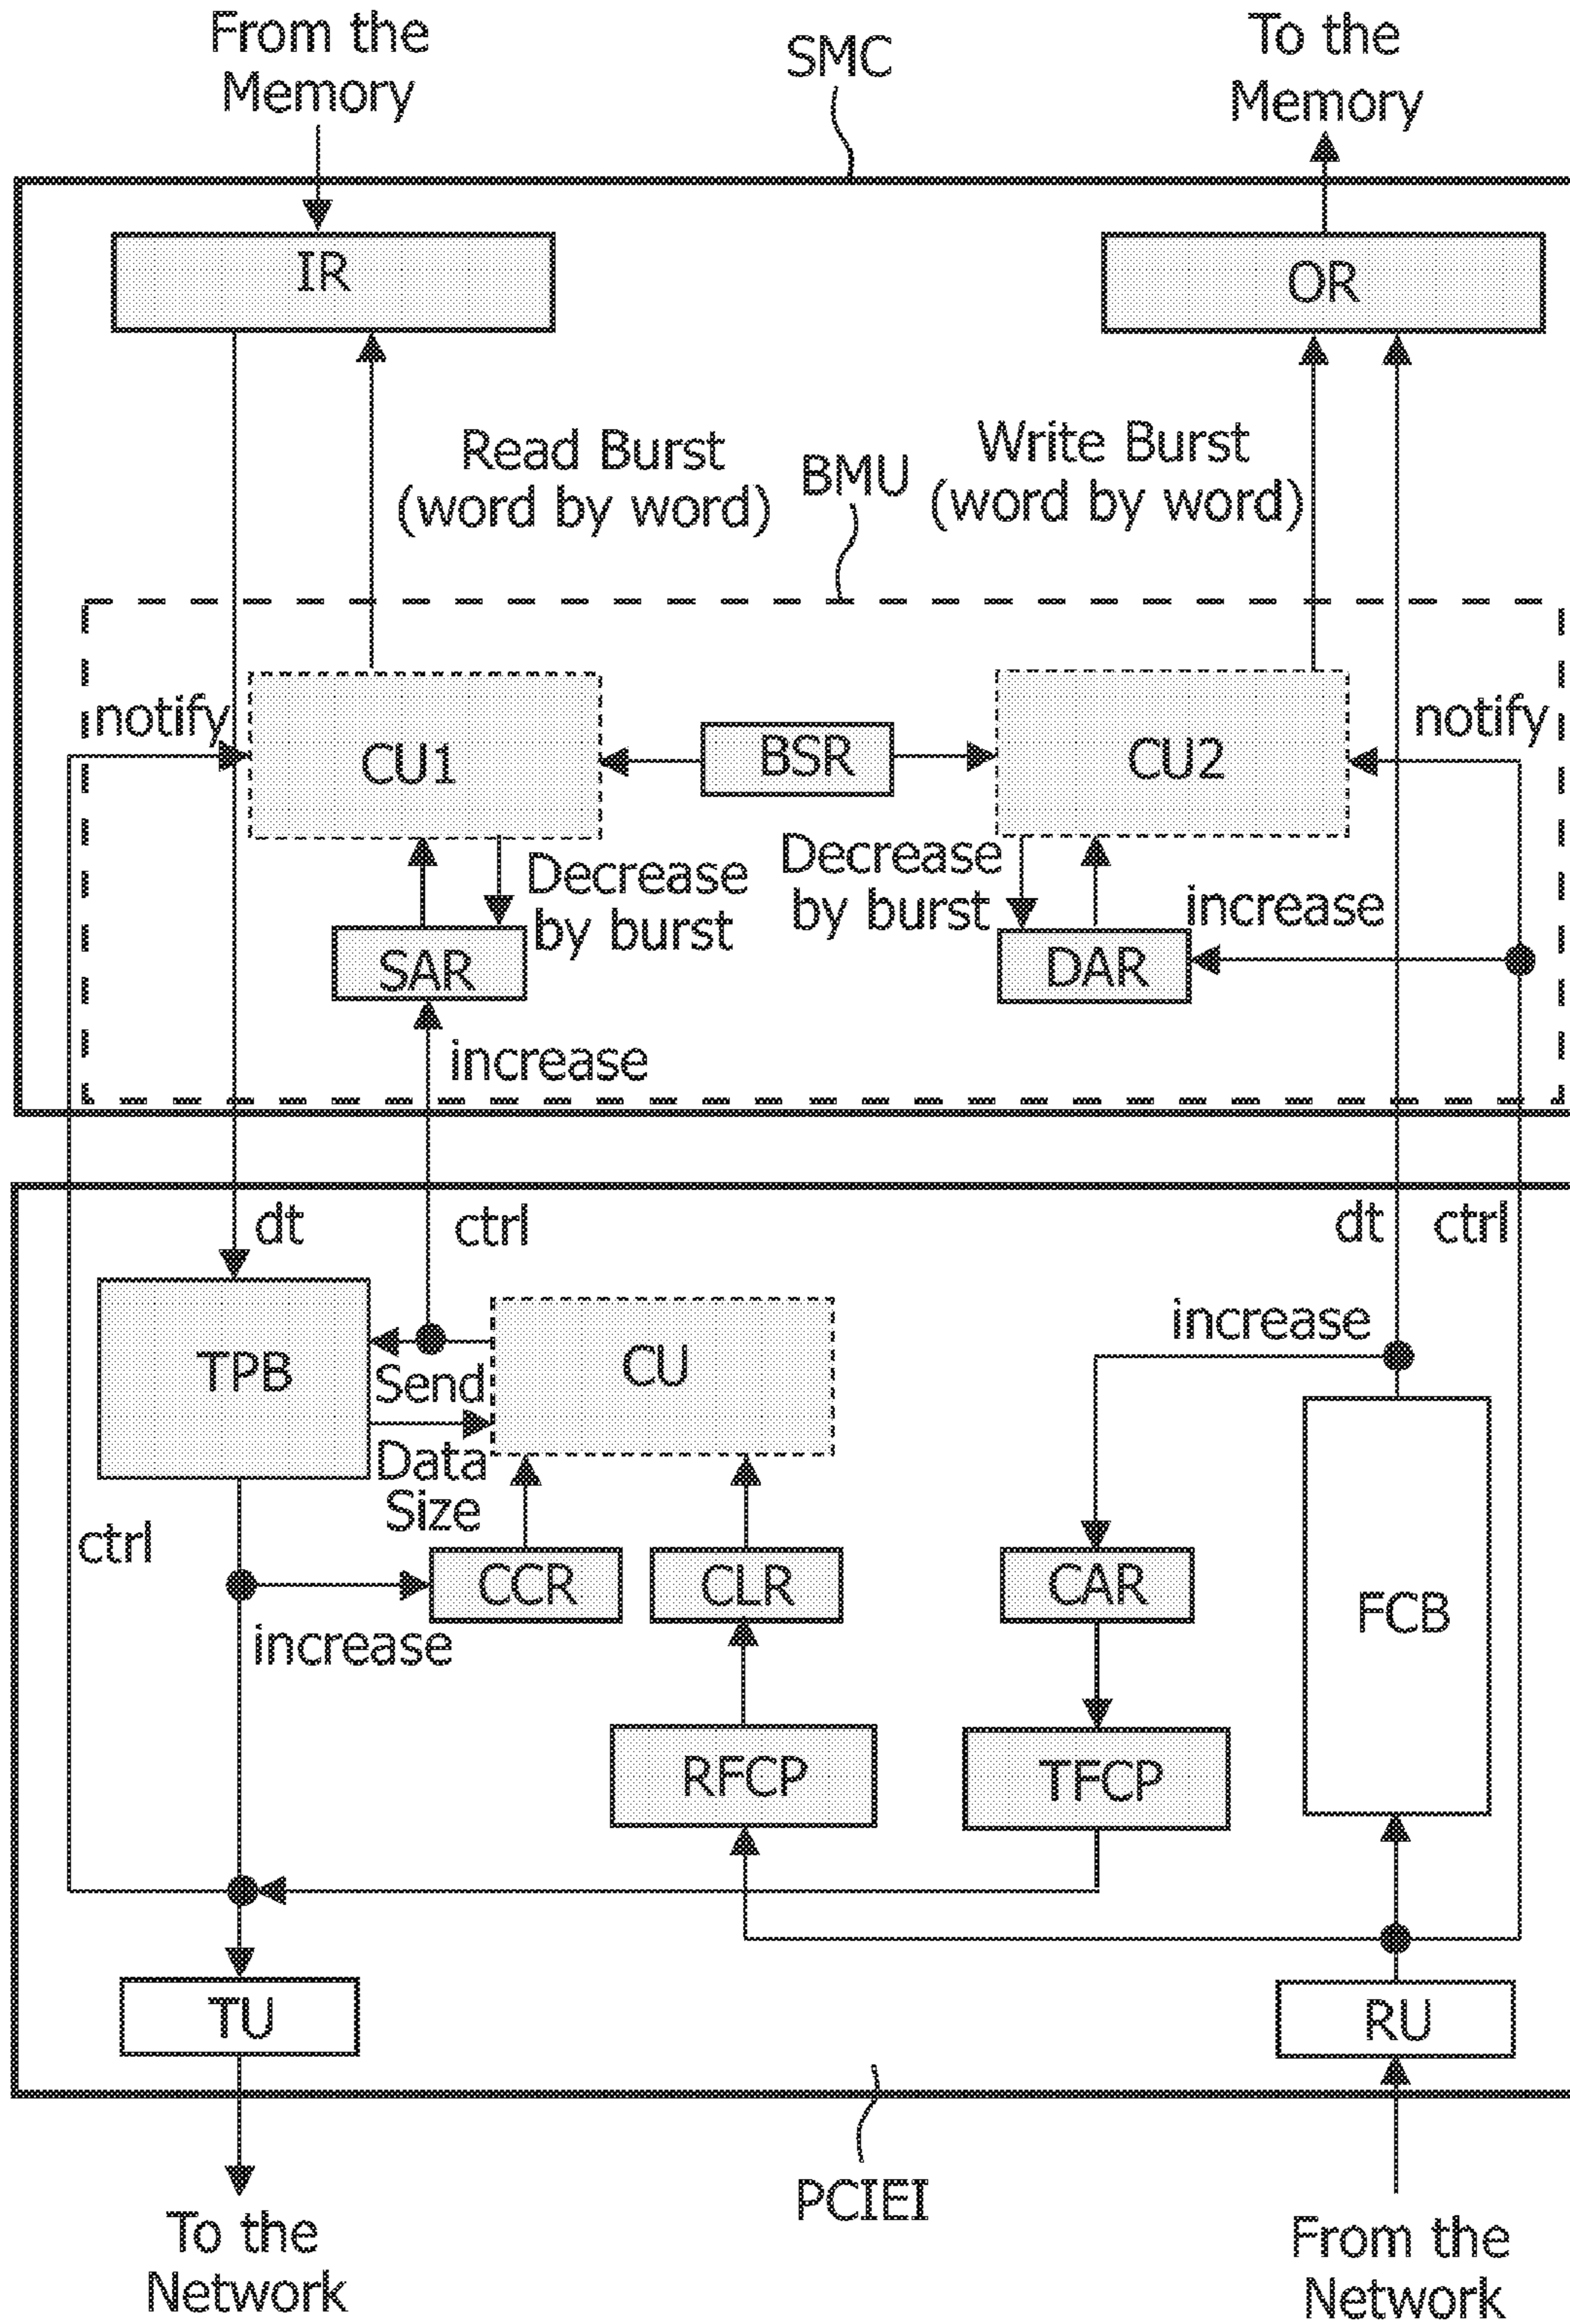 From the
Memory
SMC
To the
Memory
IR
OR
Read Burst
(word by word)
BMU
Write Burst
(word by word)
notify
CU1
BSR
CU2
notify
Decrease
by burst
Decrease
by burst
increase
SAR
DAR
increase
dt
ctrl
dt
ctrl
increase
TPB
Send
CU
Data
Size
ctrl
CCR
CLR
CAR
FCB
increase
RFCP
TFCP
TU
RU
PCIEI
To the
Network
From the
Network